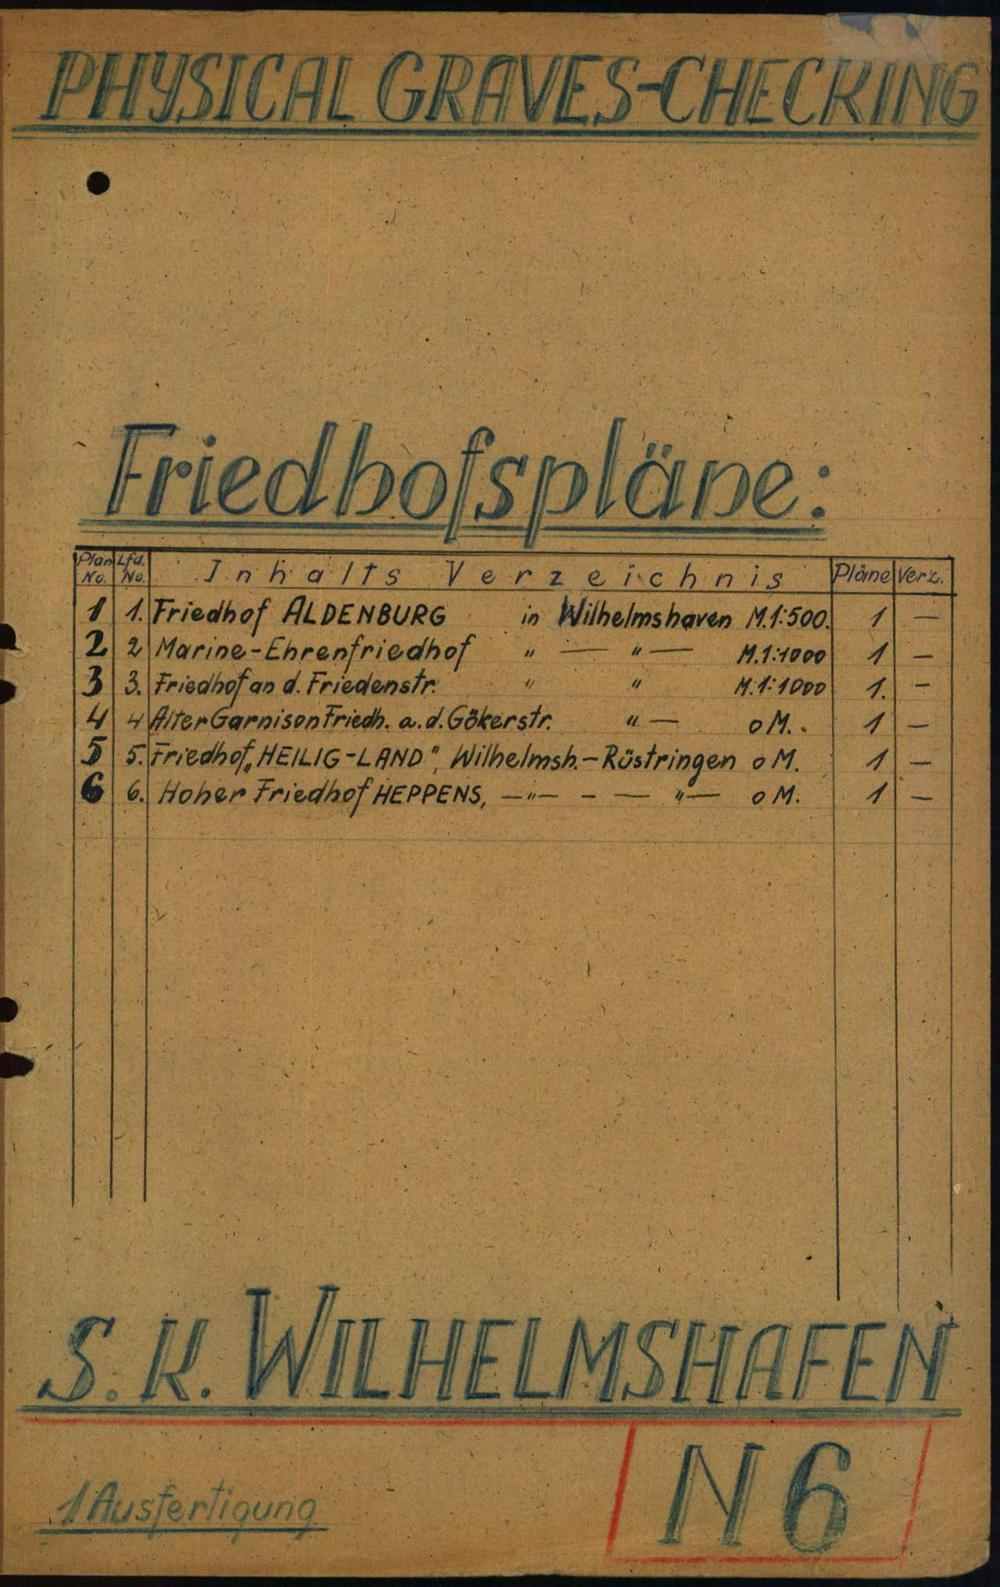 PHYSICAL GRAVES-CHECKING
Friedhofspläne:
Plan No. Lfd. No. Inhalts Verzeichnis Pläne Verz.
1 1. Friedhof ALDENBURG in Wilhelmshaven M.1:500. 1 —
2 2 Marine-Ehrenfriedhof " — " — M.1:1000 1 —
3 3. Friedhof an d. Friedenstr. " " M.1:1000 1. —
4 4 Alter Garnison Friedh. a. d. Gökerstr. " — o M.. 1 —
5 5. Friedhof „HEILIG-LAND", Wilhelmsh.-Rüstringen o M. 1 —
6 6. Hoher Friedhof HEPPENS, —"— - — "— o M. 1 —
S. K. WILHELMSHAFEN
1 Ausfertigung
N 6